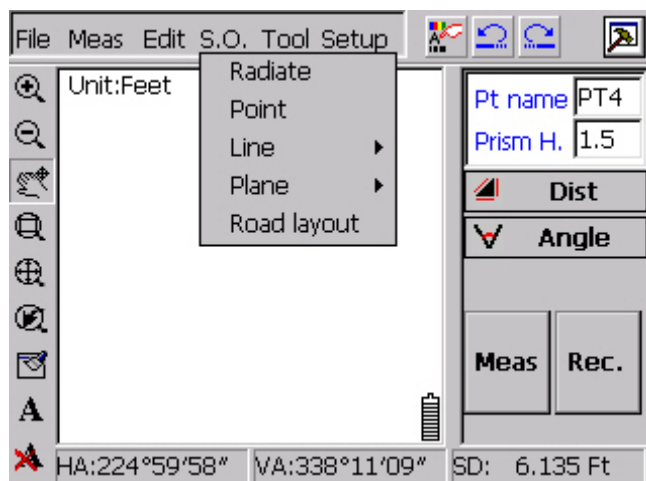 File Meas Edit S.O. Tool Setup
Unit:Feet
Radiate
Point
Line
Plane
Road layout
Pt name PT4
Prism H. 1.5
Dist
Angle
Meas Rec.
A
A
HA:224°59'58" VA:338°11'09" SD: 6.135 Ft